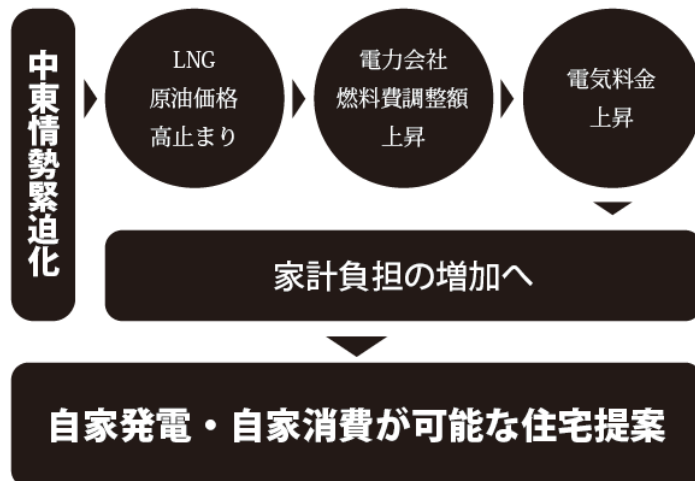 中東情勢緊迫化
LNG
原油価格
高止まり
電力会社
燃料費調整額
上昇
電気料金
上昇
家計負担の増加へ
自家発電・自家消費が可能な住宅提案